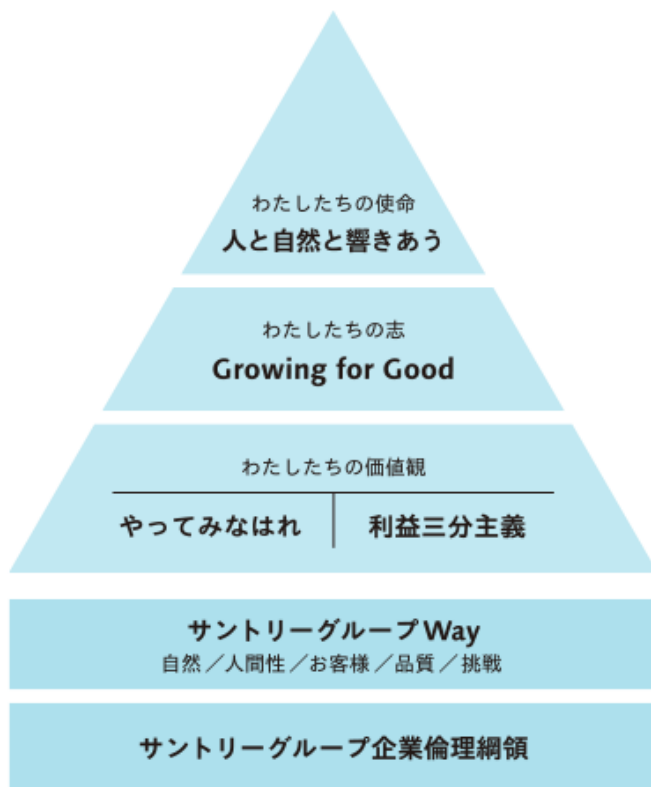 わたしたちの使命
人と自然と響きあう
わたしたちの志
Growing for Good
わたしたちの価値観
やってみなはれ
利益三分主義
サントリーグループWay
自然／人間性／お客様／品質／挑戦
サントリーグループ企業倫理綱領